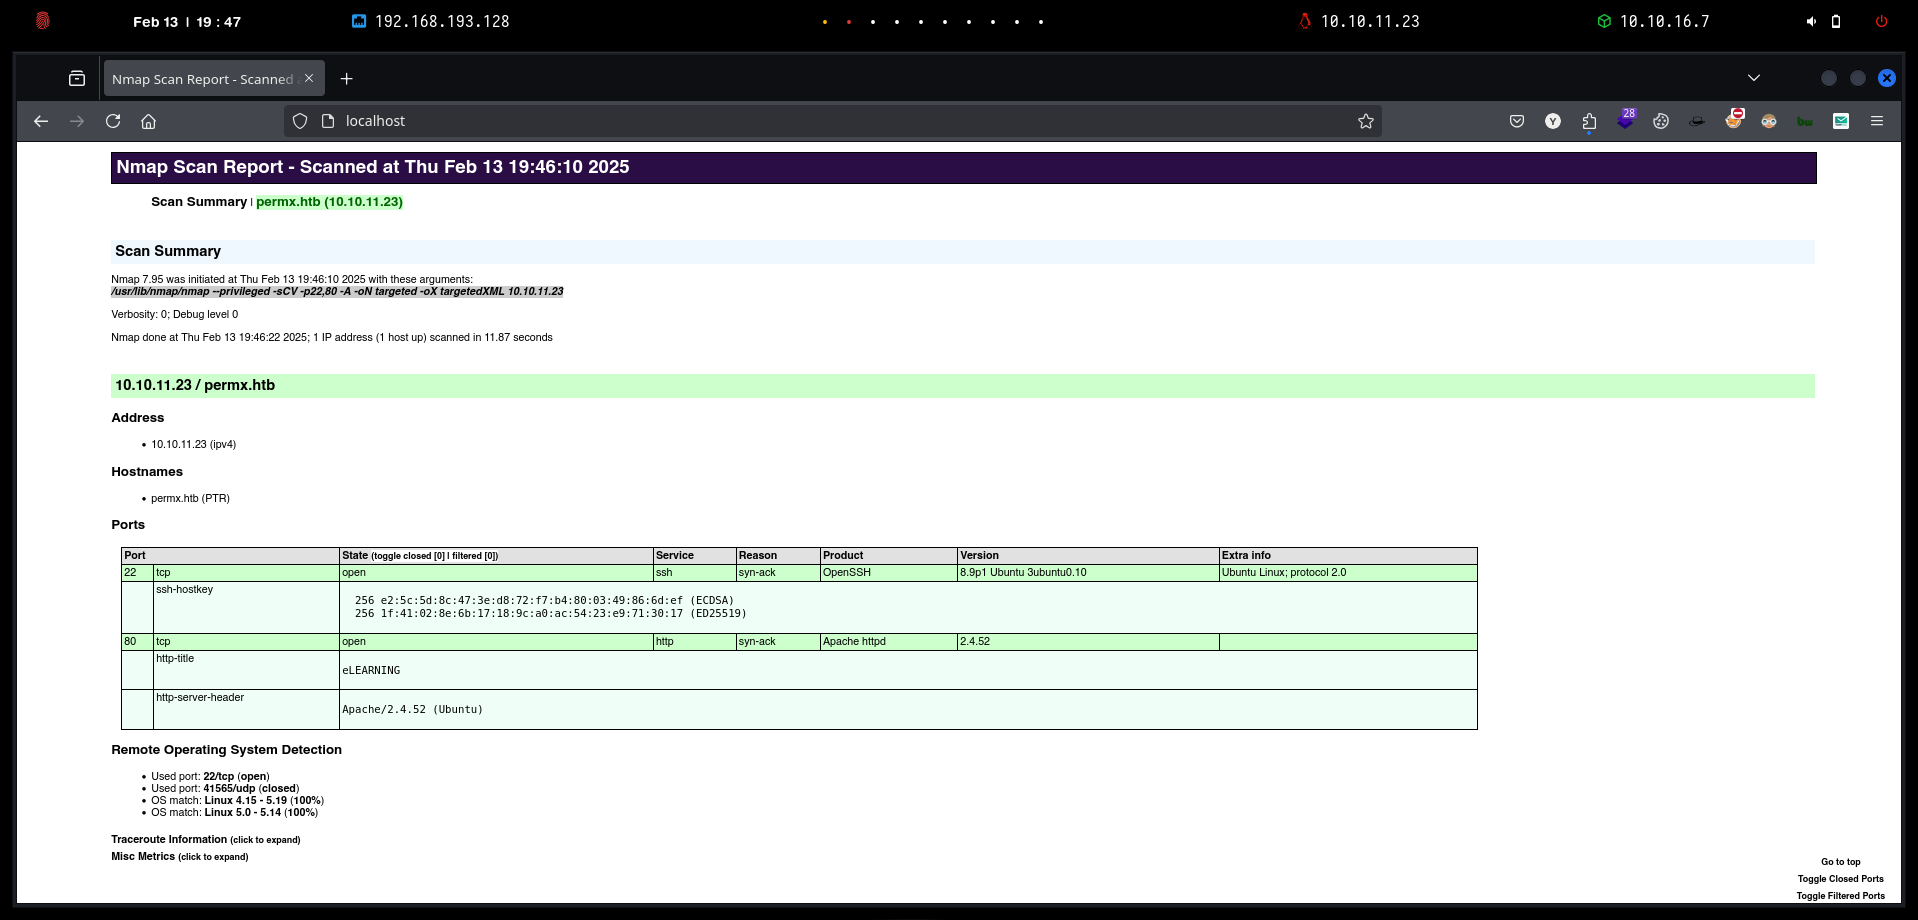 Feb 13 | 19 : 47 192.168.193.128 10.10.11.23 10.10.16.7
Nmap Scan Report - Scanned
localhost
28
Nmap Scan Report - Scanned at Thu Feb 13 19:46:10 2025
Scan Summary | permx.htb (10.10.11.23)
Scan Summary
Nmap 7.95 was initiated at Thu Feb 13 19:46:10 2025 with these arguments:
/usr/lib/nmap/nmap --privileged -sCV -p22,80 -A -oN targeted -oX targetedXML 10.10.11.23
Verbosity: 0; Debug level 0
Nmap done at Thu Feb 13 19:46:22 2025; 1 IP address (1 host up) scanned in 11.87 seconds
10.10.11.23 / permx.htb
Address
• 10.10.11.23 (ipv4)
Hostnames
• permx.htb (PTR)
Ports
Port State (toggle closed [0] | filtered [0]) Service Reason Product Version Extra info
22 tcp open ssh syn-ack OpenSSH 8.9p1 Ubuntu 3ubuntu0.10 Ubuntu Linux; protocol 2.0
ssh-hostkey
256 e2:5c:5d:8c:47:3e:d8:72:f7:b4:80:03:49:86:6d:ef (ECDSA)
256 1f:41:02:8e:6b:17:18:9c:a0:ac:54:23:e9:71:30:17 (ED25519)
80 tcp open http syn-ack Apache httpd 2.4.52
http-title
eLEARNING
http-server-header
Apache/2.4.52 (Ubuntu)
Remote Operating System Detection
• Used port: 22/tcp (open)
• Used port: 41565/udp (closed)
• OS match: Linux 4.15 - 5.19 (100%)
• OS match: Linux 5.0 - 5.14 (100%)
Traceroute Information (click to expand)
Misc Metrics (click to expand)
Go to top
Toggle Closed Ports
Toggle Filtered Ports